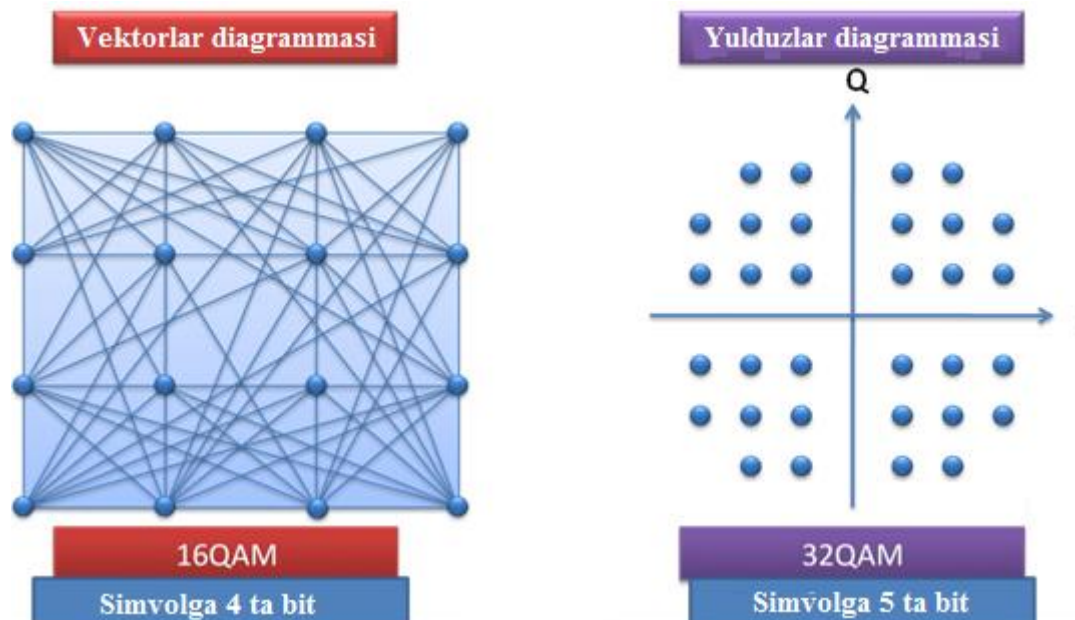 Vektorlar diagrammasi
Yulduzlar diagrammasi
Q
16QAM
32QAM
Simvolga 4 ta bit
Simvolga 5 ta bit